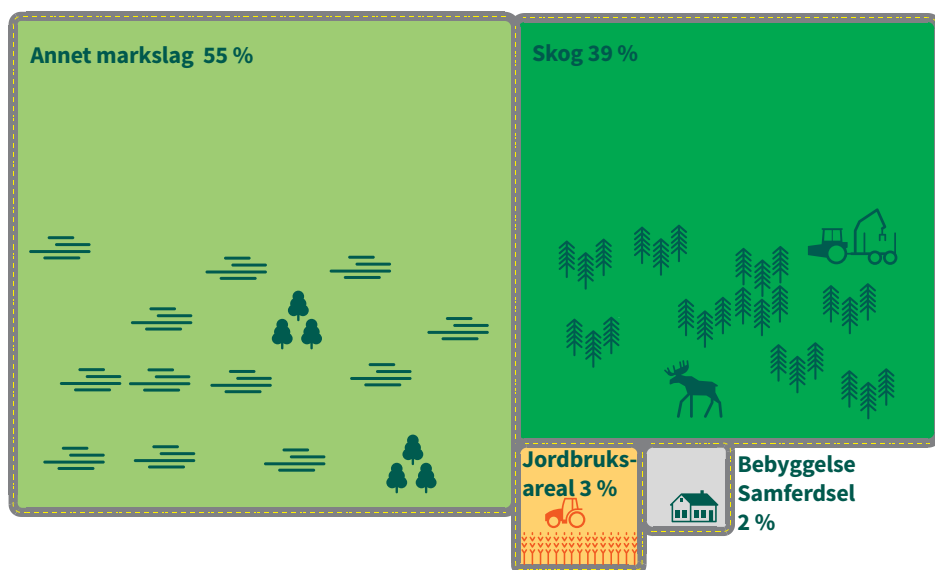 Annet markslag 55 %
Skog 39 %
Jordbruks-
areal 3 %
Bebyggelse
Samferdsel
2 %